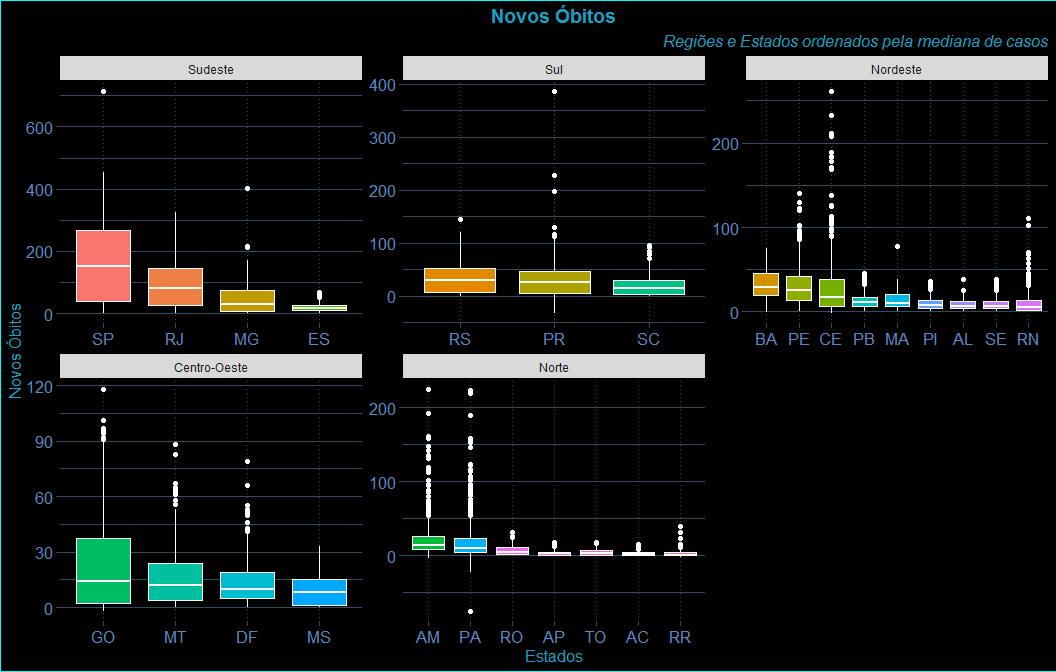 Novos Óbitos
Regiões e Estados ordenados pela mediana de casos
Sudeste
600
400
200
0
SP RJ MG ES
Sul
400
300
200
100
0
RS PR SC
Nordeste
200
100
0
BA PE CE PB MA PI AL SE RN
Novos Óbitos
Centro-Oeste
120
90
60
30
0
GO MT DF MS
Norte
200
100
0
AM PA RO AP TO AC RR
Estados